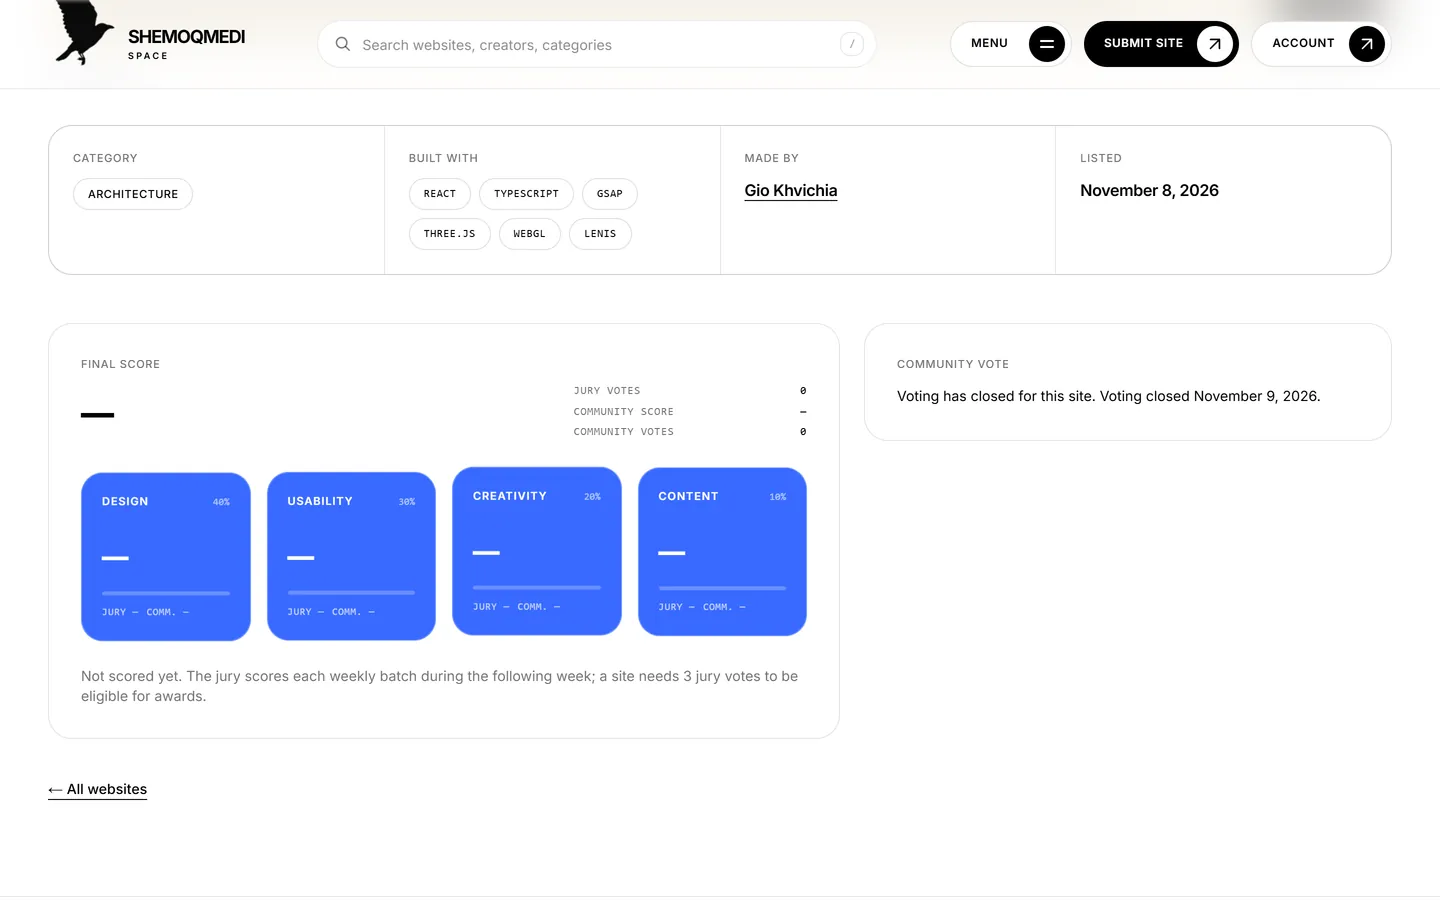 SHEMOQMEDI
SPACE
Search websites, creators, categories
/
MENU
SUBMIT SITE
ACCOUNT
CATEGORY
ARCHITECTURE
BUILT WITH
REACT
TYPESCRIPT
GSAP
THREE.JS
WEBGL
LENIS
MADE BY
Gio Khvichia
LISTED
November 8, 2026
FINAL SCORE
—
JURY VOTES 0
COMMUNITY SCORE —
COMMUNITY VOTES 0
DESIGN 40%
—
JURY — COMM. —
USABILITY 30%
—
JURY — COMM. —
CREATIVITY 20%
—
JURY — COMM. —
CONTENT 10%
—
JURY — COMM. —
Not scored yet. The jury scores each weekly batch during the following week; a site needs 3 jury votes to be
eligible for awards.
COMMUNITY VOTE
Voting has closed for this site. Voting closed November 9, 2026.
← All websites